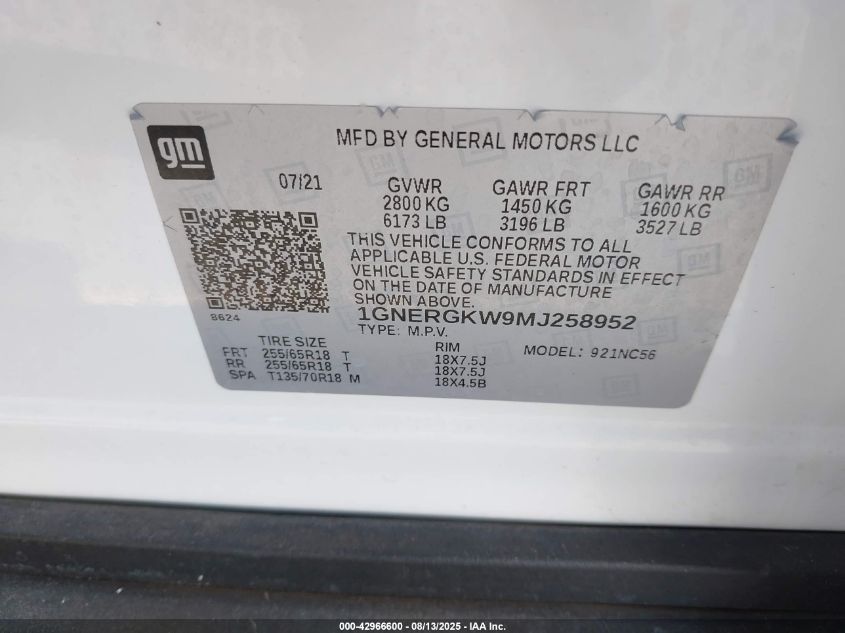 gm
MFD BY GENERAL MOTORS LLC
07/21
GVWR
2800 KG
6173 LB
GAWR FRT
1450 KG
3196 LB
GAWR RR
1600 KG
3527 LB
THIS VEHICLE CONFORMS TO ALL
APPLICABLE U.S. FEDERAL MOTOR
VEHICLE SAFETY STANDARDS IN EFFECT
ON THE DATE OF MANUFACTURE
SHOWN ABOVE.
8624
1GNERGKW9MJ258952
TYPE: M.P.V.
MODEL: 921NC56
TIRE SIZE RIM
FRT 255/65R18 T 18X7.5J
RR 255/65R18 T 18X7.5J
SPA T135/70R18 M 18X4.5B
000-42966600 - 08/13/2025 - IAA Inc.